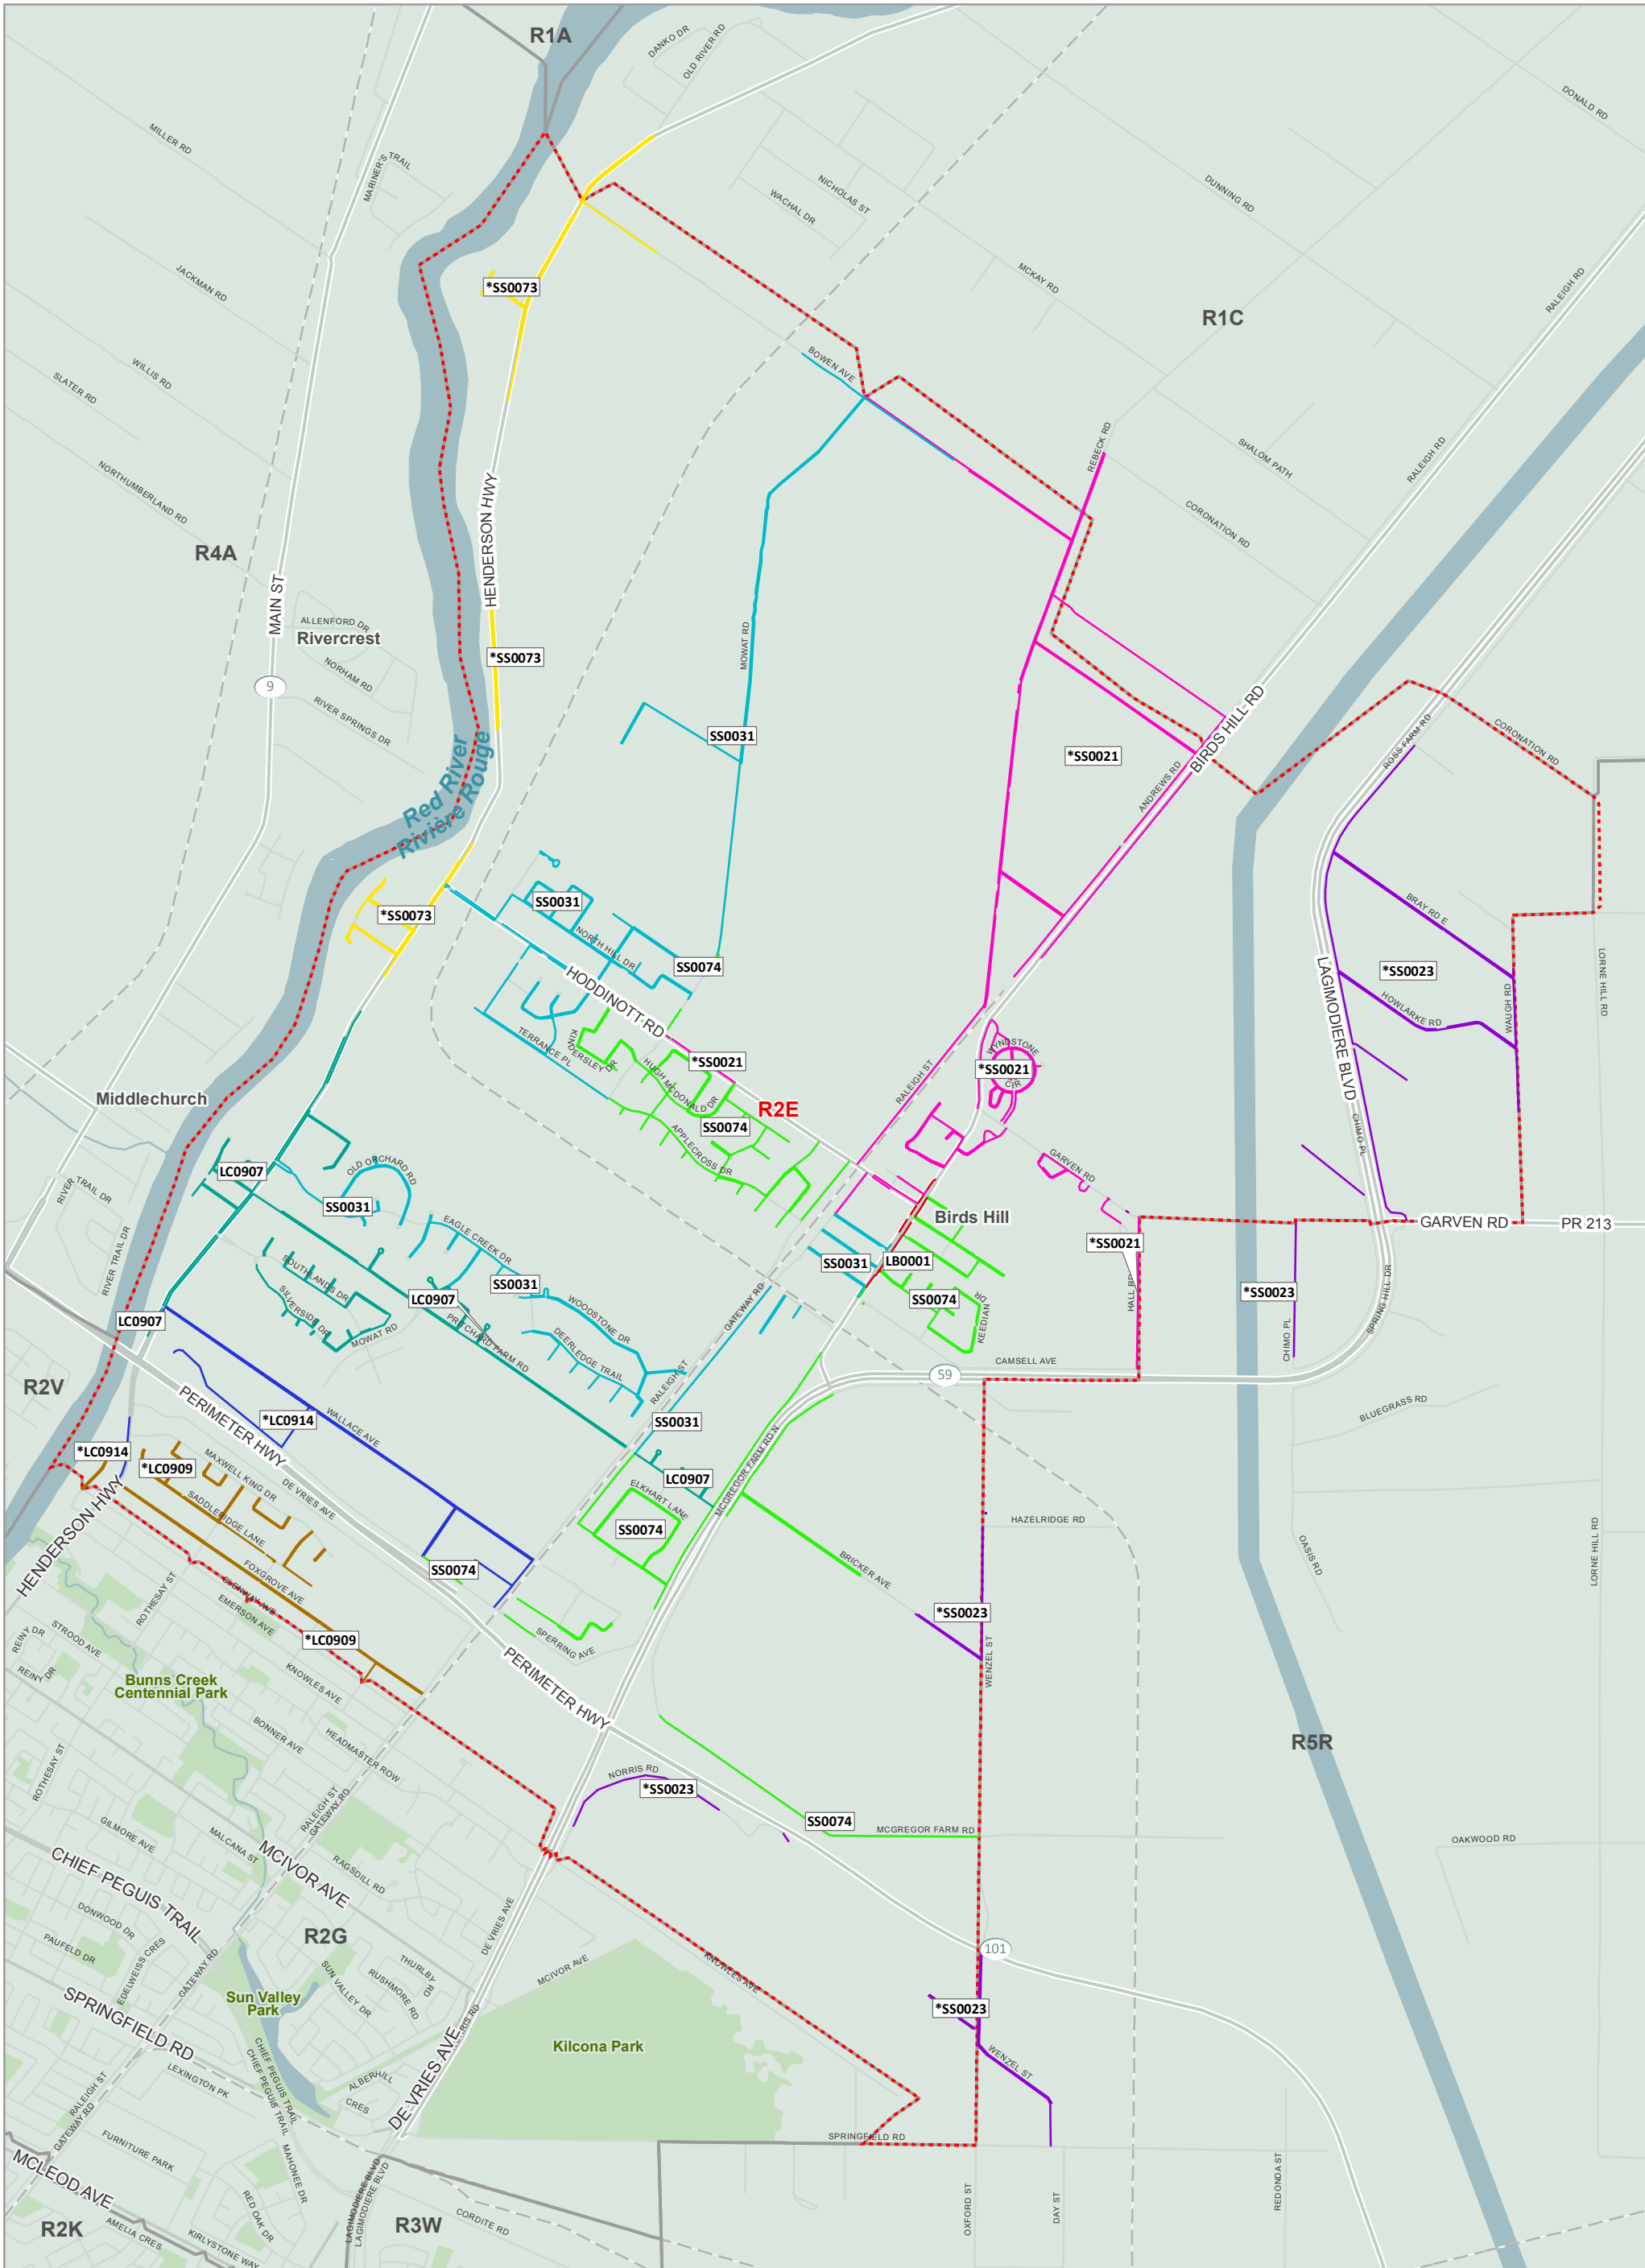 R1A
DANKO DR
OLD RIVER RD
DONALD RD
MILLER RD
MARINER'S TRAIL
NICHOLAS ST
DUNNING RD
WACHAL DR
JACKMAN RD
*SS0073
MCKAY RD
RALEIGH RD
R1C
WILLIS RD
SLATER RD
BOWEN AVE
REBECK RD
SHALOM PATH
RALEIGH RD
NORTHUMBERLAND RD
HENDERSON HWY
CORONATION RD
R4A
MAIN ST
ALLENFORD DR
Rivercrest
MOWAT RD
*SS0073
NORHAM RD
9
RIVER SPRINGS DR
SS0031
BIRDS HILL RD
ROSS FARM RD
CORONATION RD
*SS0021
Red River
Rivière Rouge
ANDREWS RD
SS0031
*SS0073
BRAY RD E
NORTH HILL DR
SS0074
LAGIMODIERE BLVD
*SS0023
LORNE HILL RD
HODDINOTT RD
HOWLARKE RD
WAUGH RD
TERRANCE PL
KINDERSLEY DR
WYNDSTONE CIR
*SS0021
*SS0021
HUGH MCDONALD DR
RALEIGH ST
Middlechurch
R2E
SS0074
CHIMO PL
APPLECROSS DR
LC0907
OLD ORCHARD RD
GARVEN RD
RIVER TRAIL DR
SS0031
Birds Hill
EAGLE CREEK DR
GARVEN RD
PR 213
*SS0021
RIVER TRAIL DR
SS0031
LB0001
SOUTHLANDS DR
SS0031
HALL RD
*SS0023
LC0907
SS0074
SILVERSIDE DR
WOODSTONE DR
GATEWAY RD
KEEDIAN DR
SPRING HILL DR
LC0907
MOWAT RD
PRITCHARD FARM RD
DEERLEDGE TRAIL
CHIMO PL
CAMSELL AVE
59
R2V
RALEIGH ST
PERIMETER HWY
*LC0914
WALLACE AVE
SS0031
BLUEGRASS RD
*LC0914
*LC0909
MAXWELL KING DR
DE VRIES AVE
LC0907
MCGREGOR FARM RD N
ELKHART LANE
HENDERSON HWY
SADDLERIDGE LANE
SS0074
HAZELRIDGE RD
OASIS RD
LORNE HILL RD
FOXGROVE AVE
SS0074
BRICKER AVE
ROTHESAY ST
GLENWAY AVE
EMERSON AVE
*SS0023
REINY DR
STROOD AVE
*LC0909
SPERRING AVE
WENZEL ST
REINY DR
Bunns Creek
Centennial Park
KNOWLES AVE
PERIMETER HWY
BONNER AVE
HEADMASTER ROW
R5R
ROTHESAY ST
NORRIS RD
*SS0023
RALEIGH ST
GATEWAY RD
SS0074
MCGREGOR FARM RD
GILMORE AVE
MALCANA ST
OAKWOOD RD
CHIEF PEGUIS TRAIL
MCIVOR AVE
RAGSDILL RD
DONWOOD DR
DE VRIES AVE
R2G
PAUFELD DR
EDELWEISS CRES
101
GATEWAY RD
THURLBY RD
SUN VALLEY DR
RUSHMORE RD
MCIVOR AVE
KNOWLES AVE
Sun Valley
Park
SPRINGFIELD RD
*SS0023
Kilcona Park
CHIEF PEGUIS TRAIL
CHIEF PEGUIS TRAIL
WENZEL ST
LEXINGTON PK
ALBERHILL CRES
DE VRIES AVE
RALEIGH ST
GATEWAY RD
SPRINGFIELD RD
FURNITURE PARK
MAHONEE DR
MCLEOD AVE
LAGIMODIERE BLVD
LAGIMODIERE BLVD
RED OAK DR
OXFORD ST
DAY ST
REDONDA ST
R2K
AMELIA CRES
KIRLYSTONE WAY
R3W
CORDITE RD